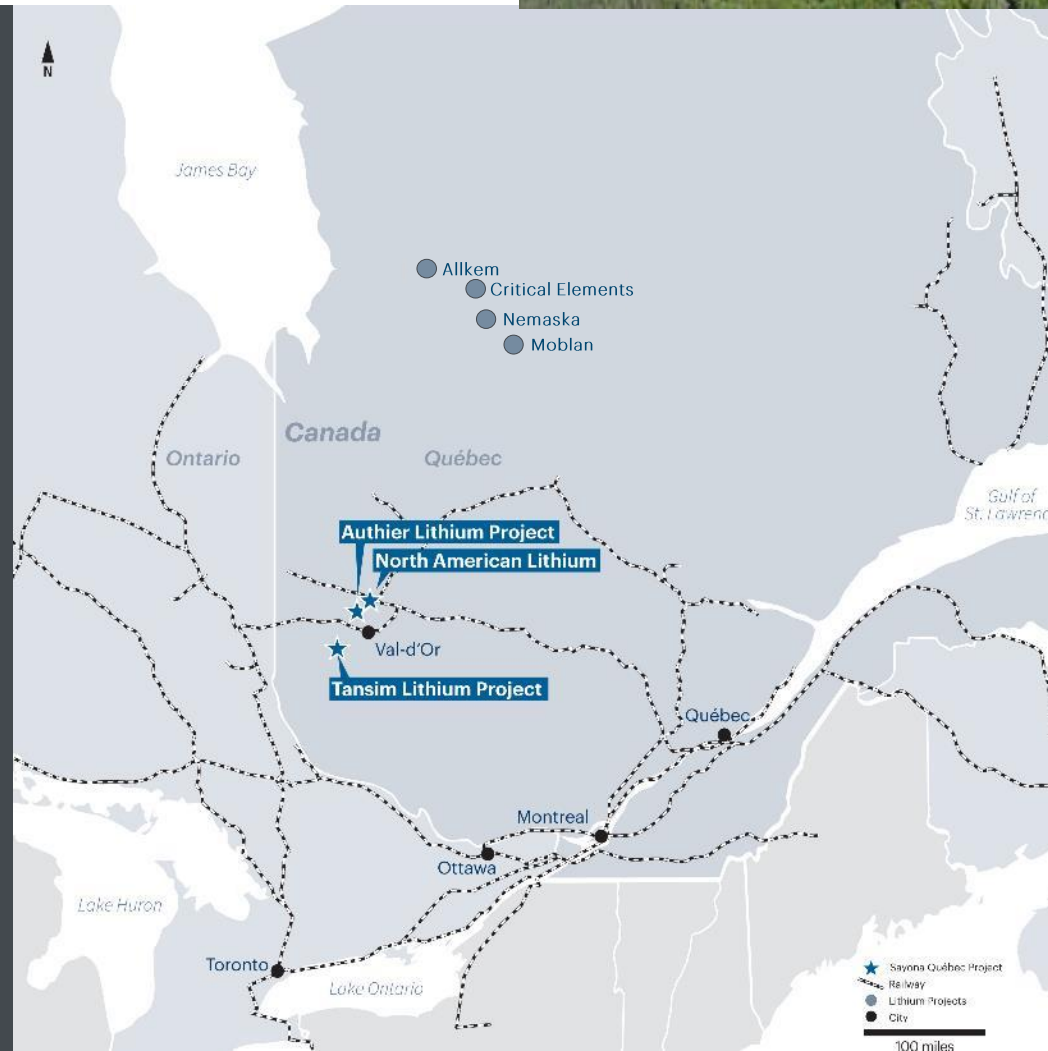 N
James Bay
Allkem
Critical Elements
Nemaska
Moblan
Canada
Ontario
Québec
Gulf of
St. Lawrenc
Authier Lithium Project
North American Lithium
Val-d'Or
Tansim Lithium Project
Québec
Montreal
Ottawa
Lake Huron
Toronto
Lake Ontario
Sayona Québec Project
Railway
Lithium Projects
City
100 miles